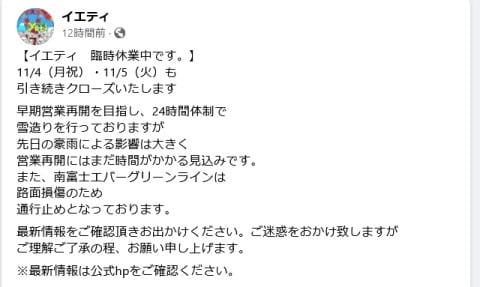 イエティ
12時間前・
【イエティ　臨時休業中です。】
11/4（月祝）・11/5（火）も
引き続きクローズいたします
早期営業再開を目指し、24時間体制で
雪造りを行っておりますが
先日の豪雨による影響は大きく
営業再開にはまだ時間がかかる見込みです。
また、南富士エバーグリーンラインは
路面損傷のため
通行止めとなっております。
最新情報をご確認頂きお出かけください。ご迷惑をおかけ致しますが
ご理解ご了承の程、お願い申し上げます。
※最新情報は公式hpをご確認ください。